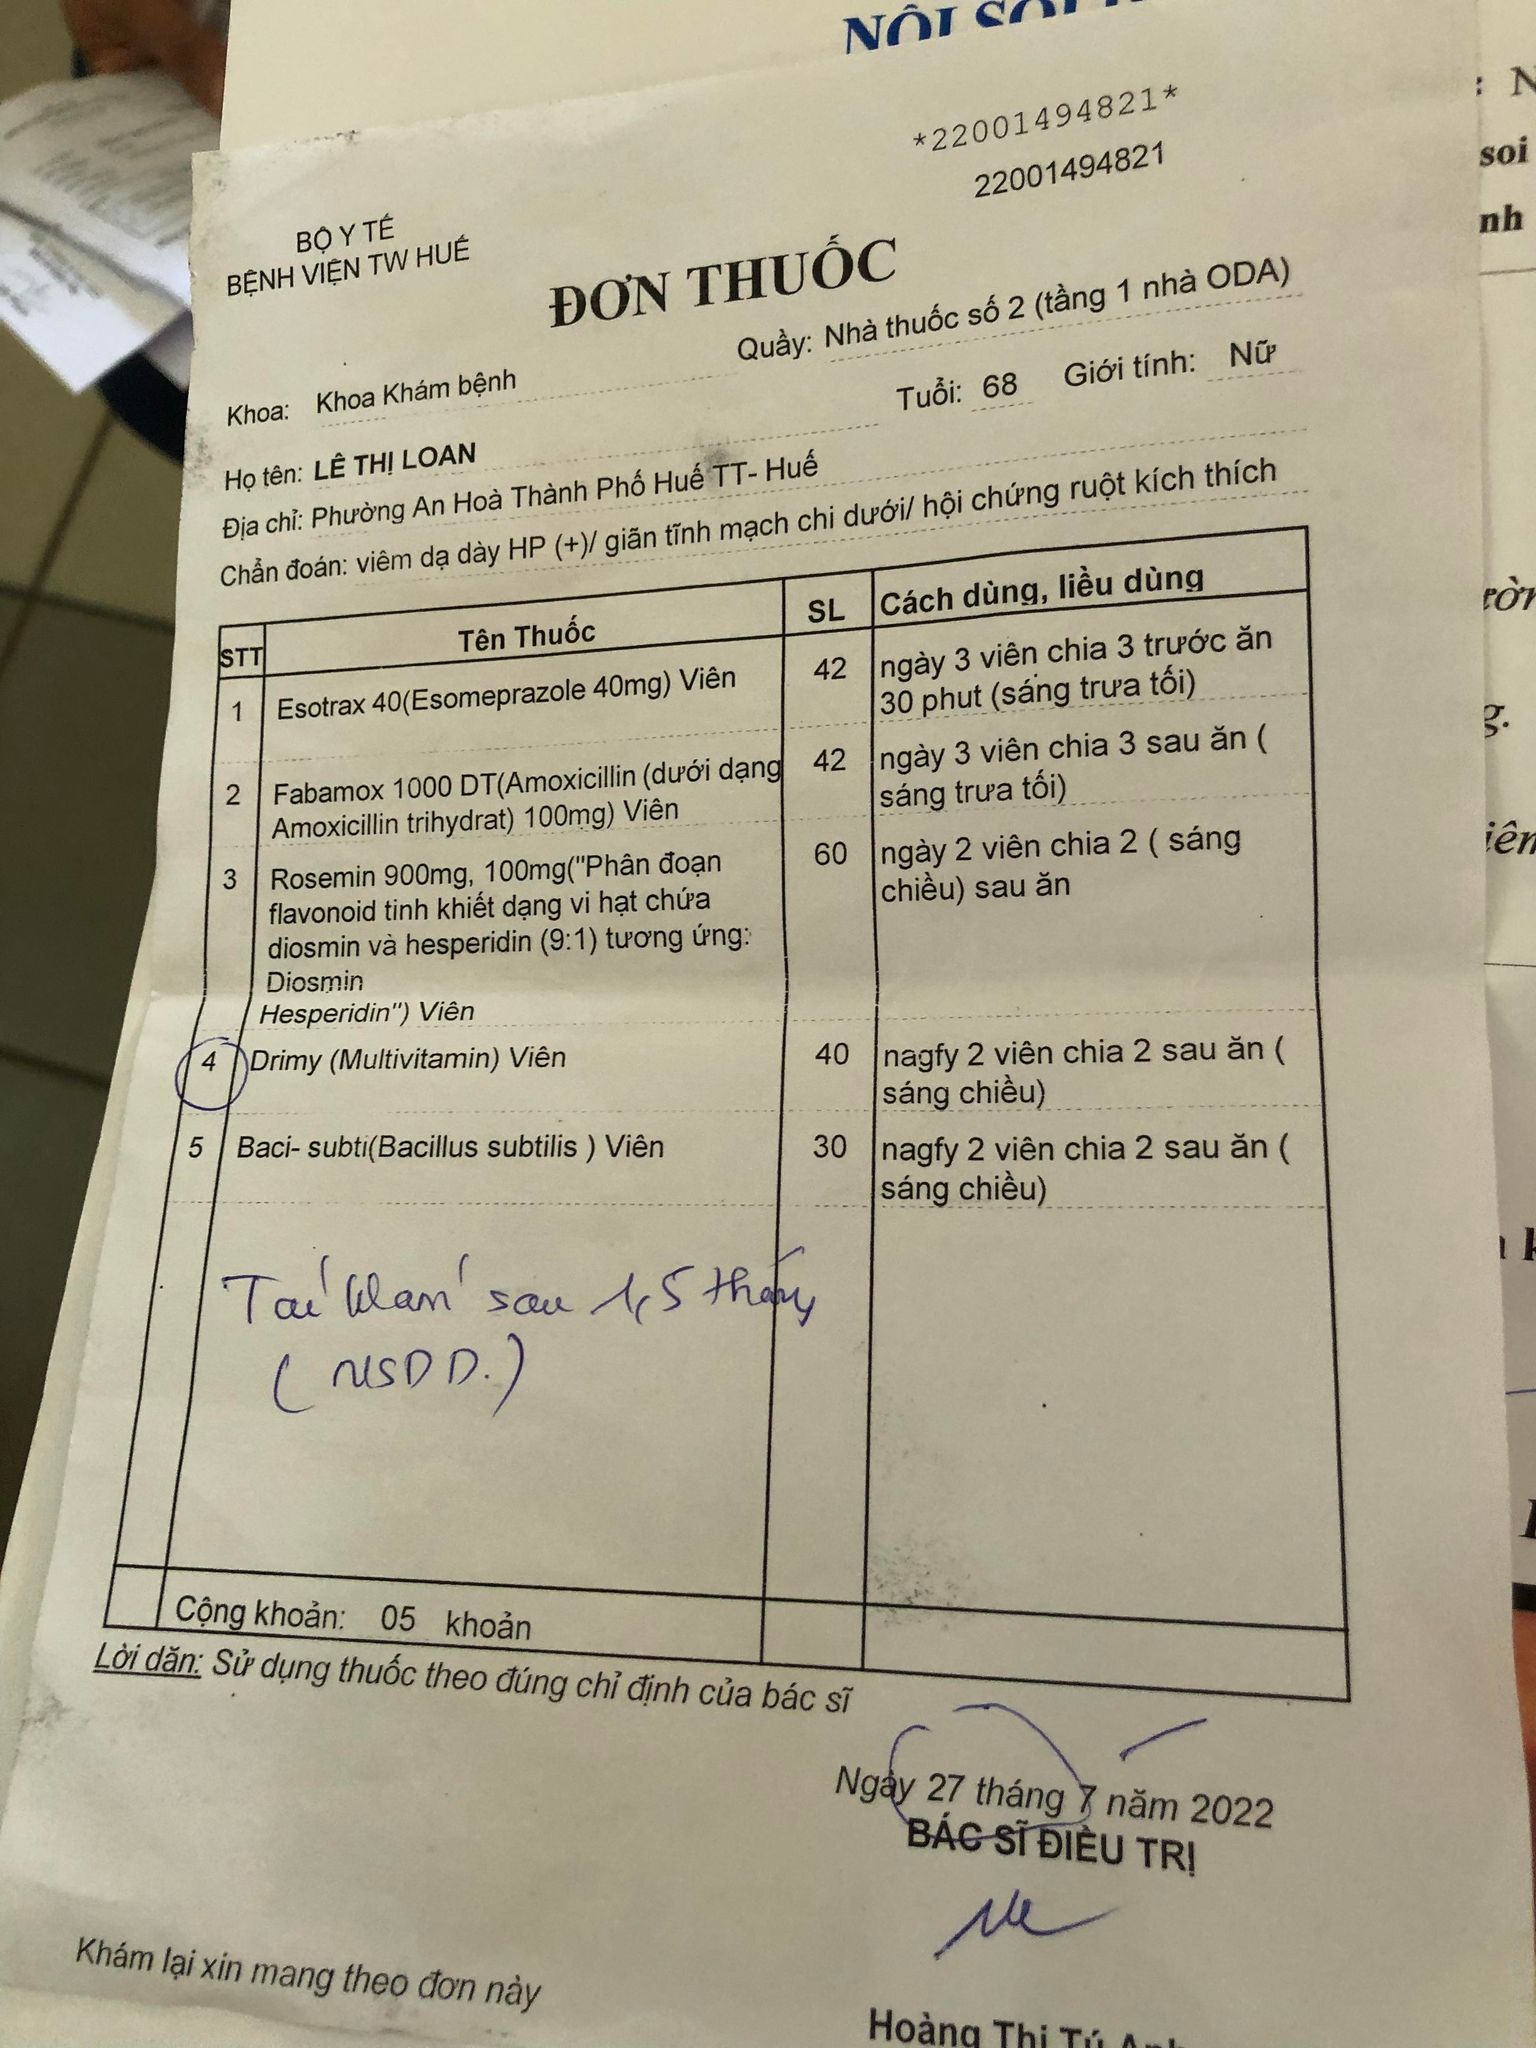 *22001494821*
22001494821
BỘ Y TẾ
BỆNH VIỆN TW HUẾ
ĐƠN THUỐC
Quầy: Nhà thuốc số 2 (tầng 1 nhà ODA)
Khoa: Khoa Khám bệnh
Tuổi: 68 Giới tính: Nữ
Họ tên: LÊ THỊ LOAN
Địa chỉ: Phường An Hoà Thành Phố Huế TT- Huế
Chẩn đoán: viêm dạ dày HP (+)/ giãn tĩnh mạch chi dưới/ hội chứng ruột kích thích
STT Tên Thuốc SL Cách dùng, liều dùng
1 Esotrax 40(Esomeprazole 40mg) Viên 42 ngày 3 viên chia 3 trước ăn
30 phut (sáng trưa tối)
2 Fabamox 1000 DT(Amoxicillin (dưới dạng 42 ngày 3 viên chia 3 sau ăn (
Amoxicillin trihydrat) 100mg) Viên sáng trưa tối)
3 Rosemin 900mg, 100mg("Phân đoạn 60 ngày 2 viên chia 2 ( sáng
flavonoid tinh khiết dạng vi hạt chứa chiều) sau ăn
diosmin và hesperidin (9:1) tương ứng:
Diosmin
Hesperidin") Viên
4 Drimy (Multivitamin) Viên 40 nagfy 2 viên chia 2 sau ăn (
sáng chiều)
5 Baci- subti(Bacillus subtilis ) Viên 30 nagfy 2 viên chia 2 sau ăn (
sáng chiều)
Tái khám sau 1,5 tháng
(NSDD.)
Cộng khoản: 05 khoản
Lời dặn: Sử dụng thuốc theo đúng chỉ định của bác sĩ
Ngày 27 tháng 7 năm 2022
BÁC SĨ ĐIỀU TRỊ
Khám lại xin mang theo đơn này
Hoàng Thị Tú
soi